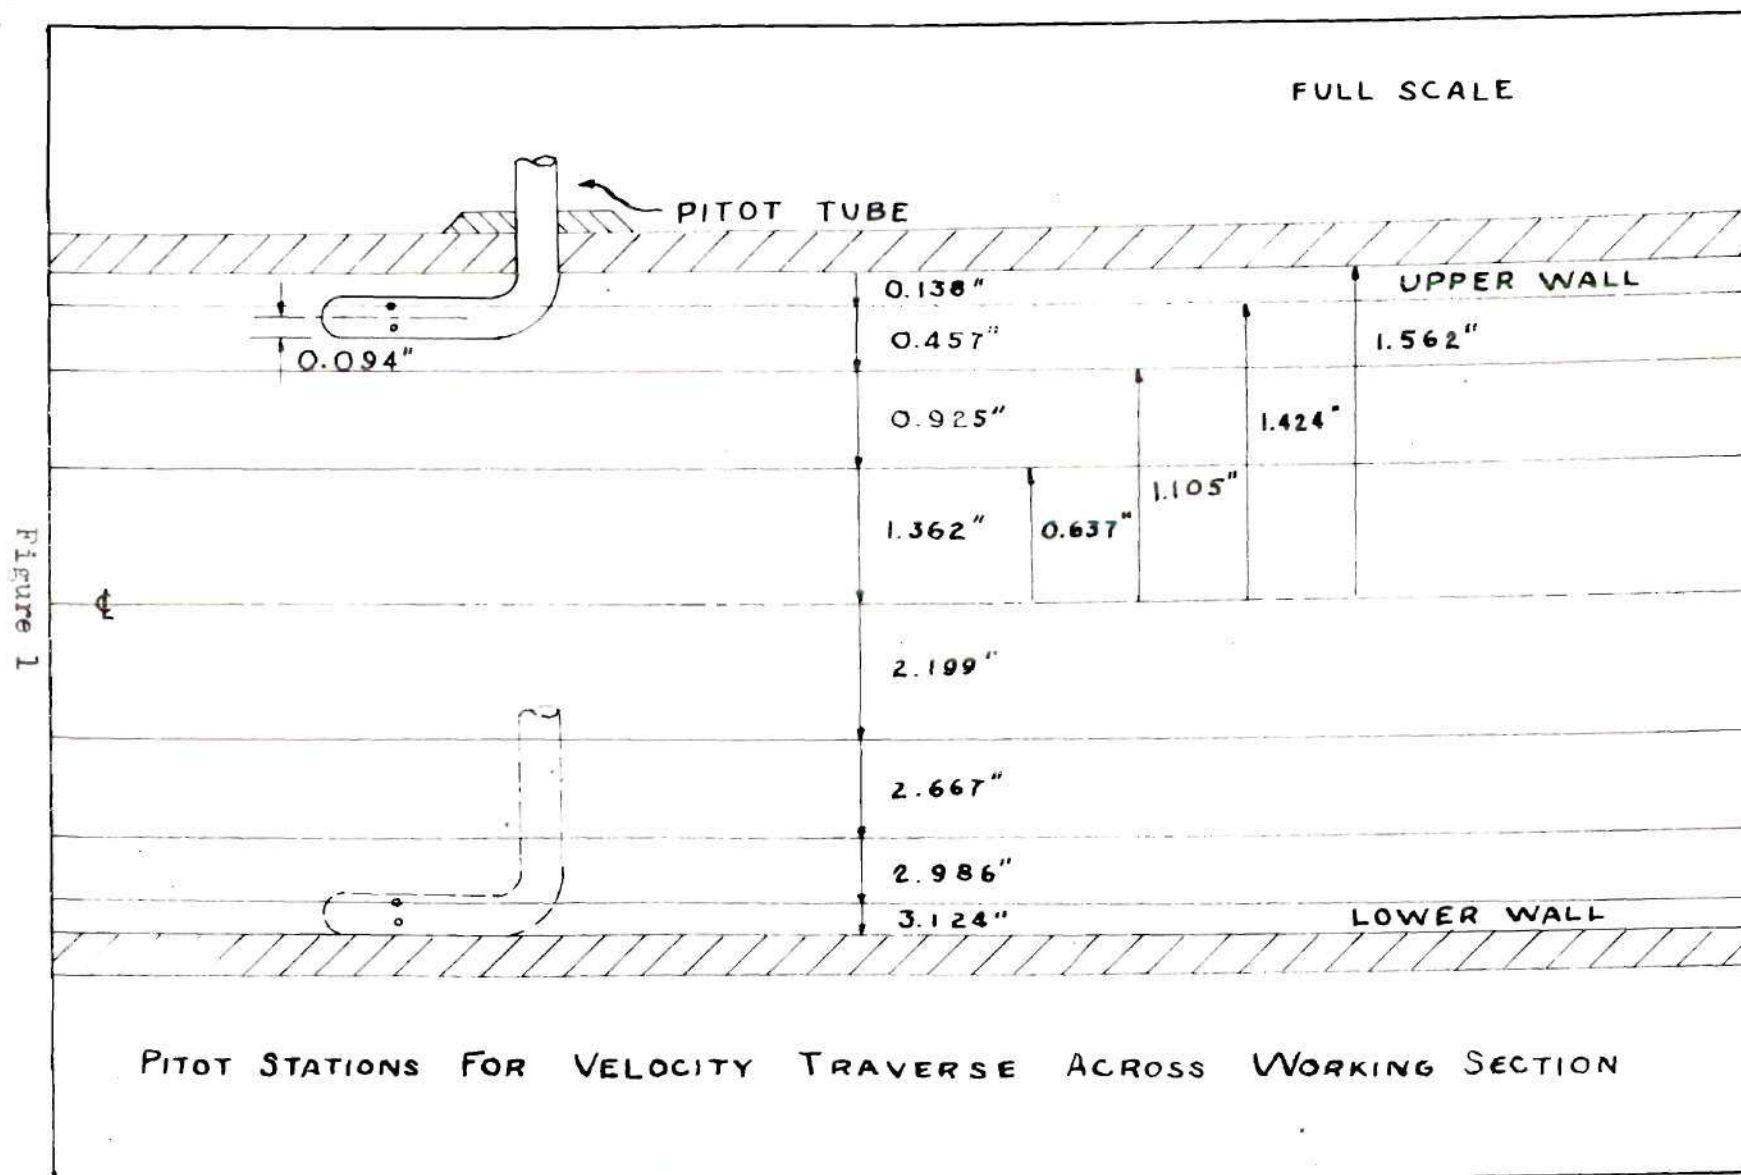 FULL SCALE
PITOT TUBE
UPPER WALL
0.138"
0.457"
1.562"
0.094"
0.925"
1.424"
1.105"
1.362"
0.637"
Figure 1
℄
2.199"
2.667"
2.986"
3.124"
LOWER WALL
PITOT STATIONS FOR VELOCITY TRAVERSE ACROSS WORKING SECTION